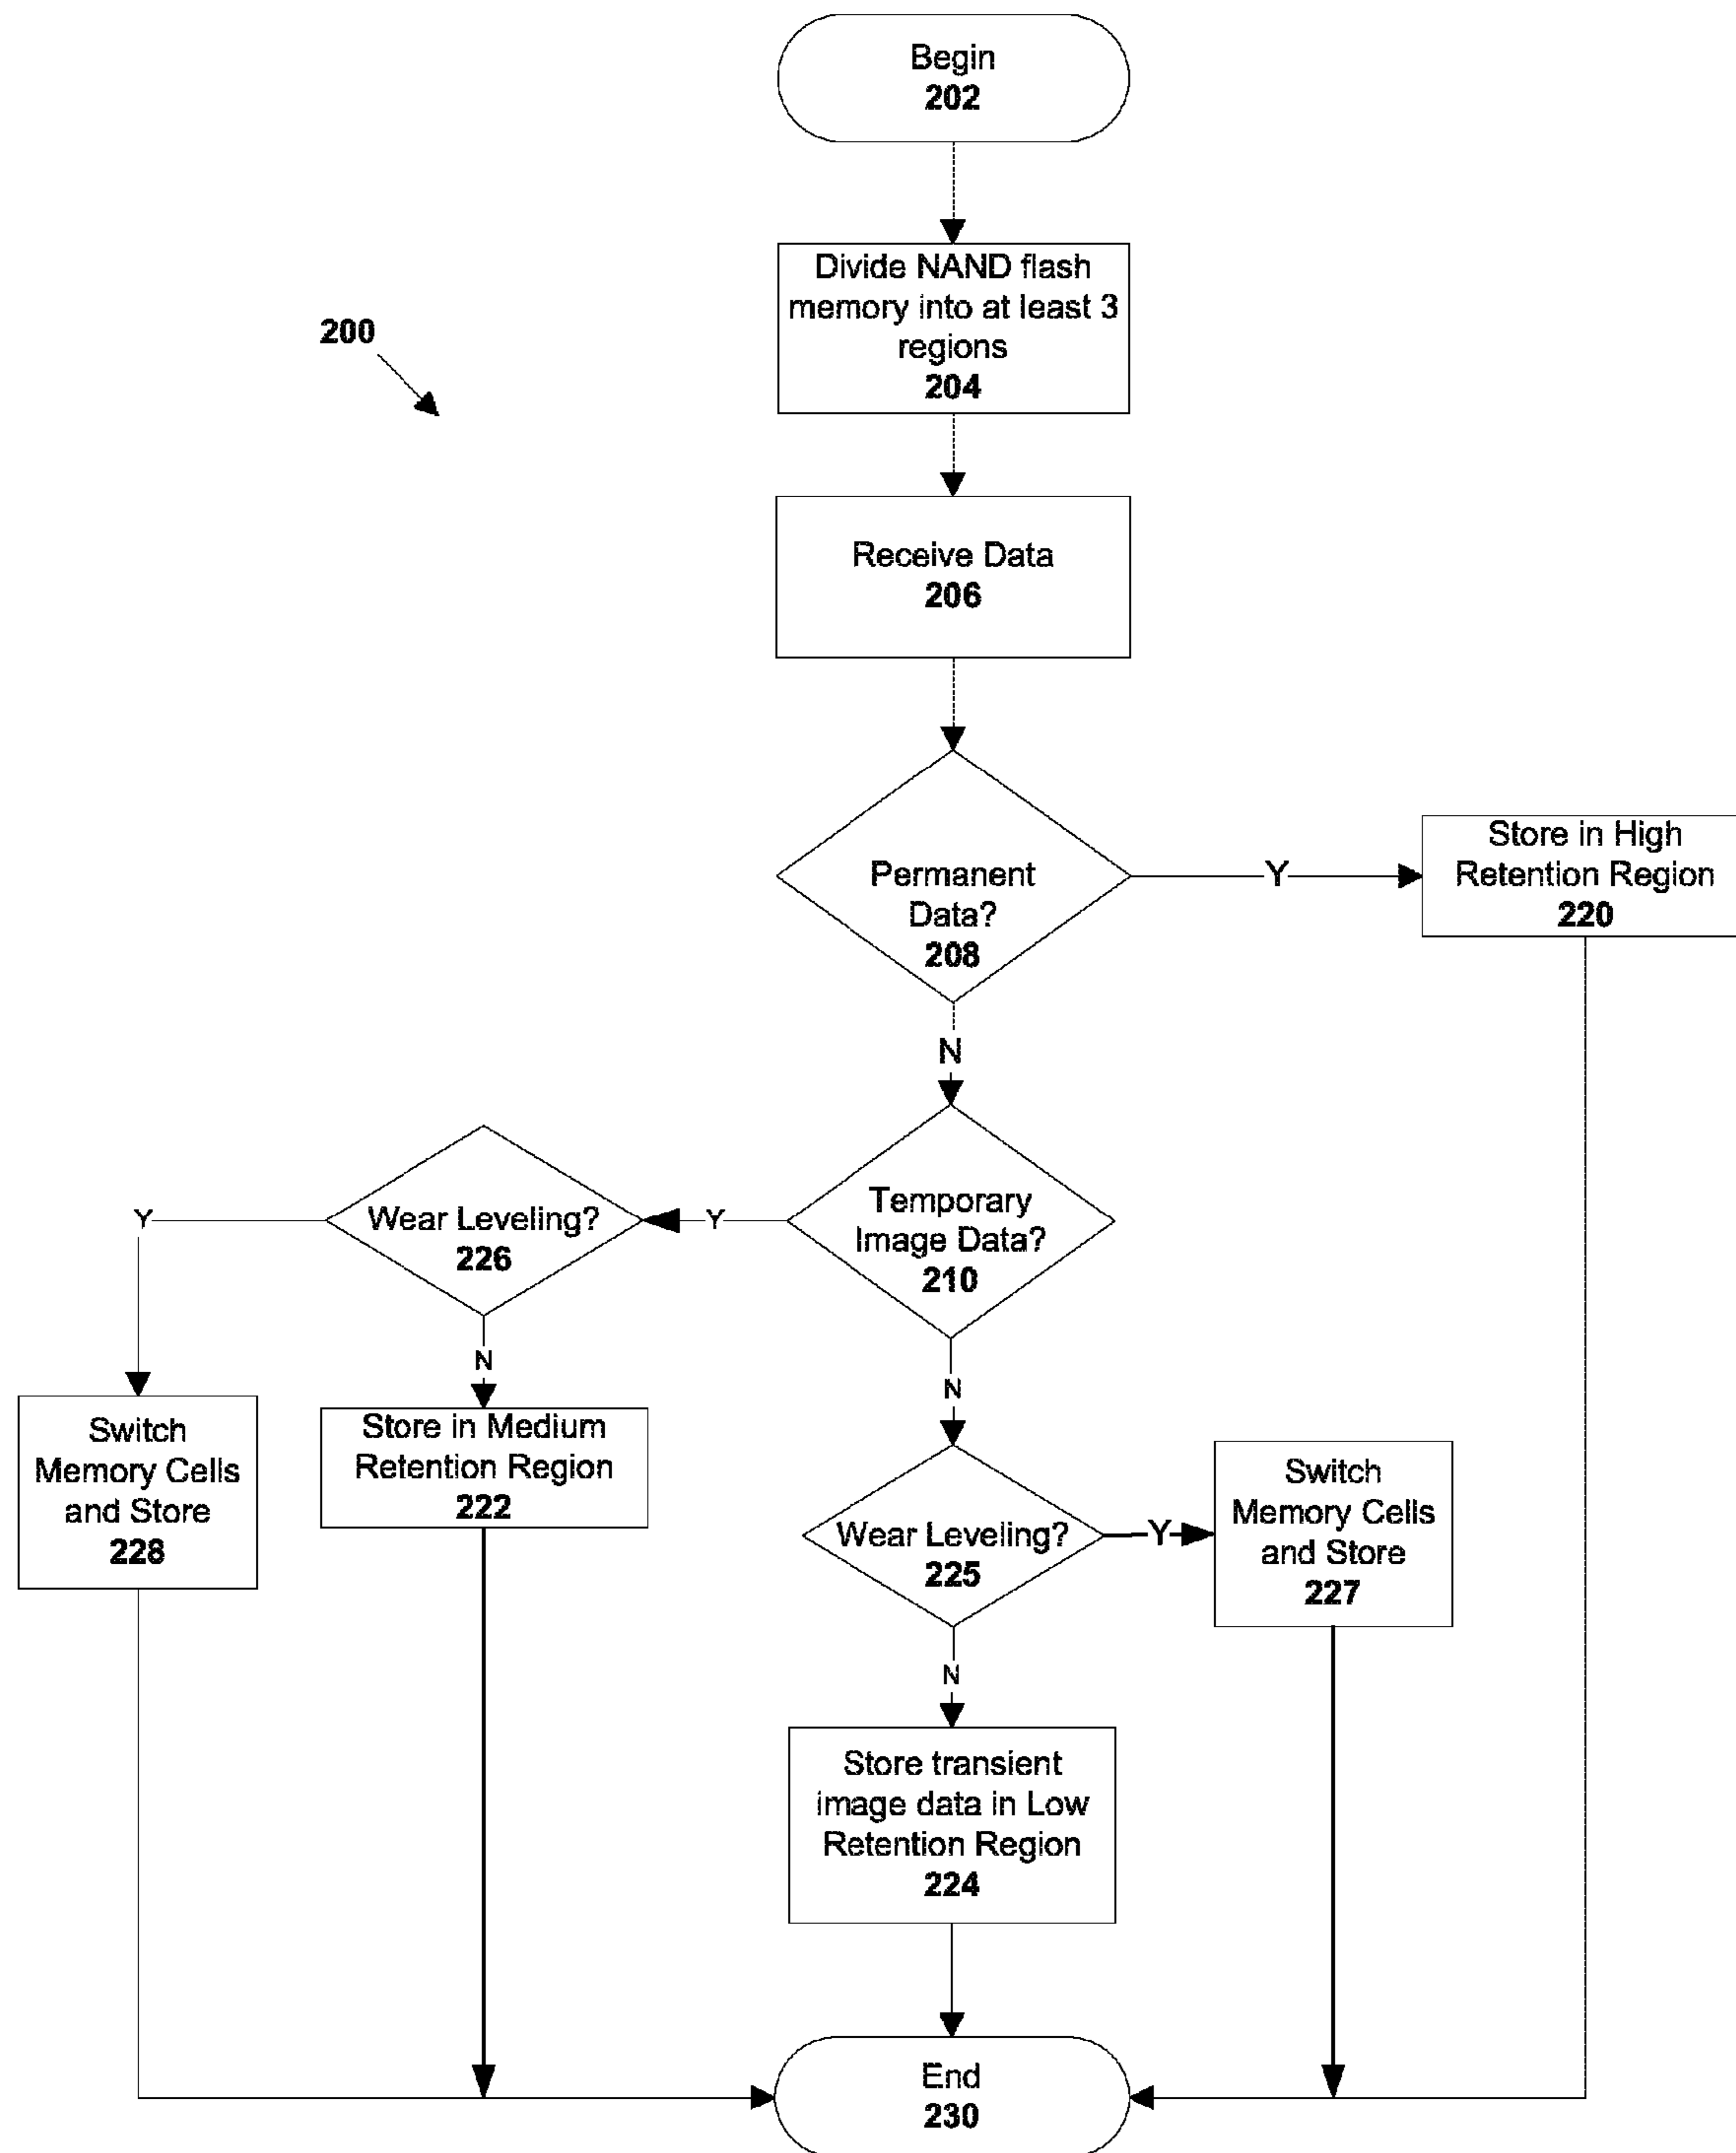 Begin
202
Divide NAND flash
memory into at least 3
regions
204
200
Receive Data
206
Permanent
Data?
208
Y
Store in High
Retention Region
220
N
Temporary
Image Data?
210
Y
Wear Leveling?
226
Y
N
N
Switch
Memory Cells
and Store
228
Store in Medium
Retention Region
222
Wear Leveling?
225
Y
Switch
Memory Cells
and Store
227
N
Store transient
image data in Low
Retention Region
224
End
230